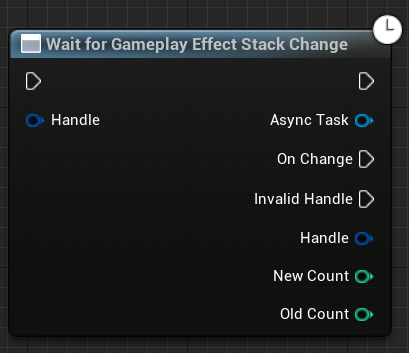 Wait for Gameplay Effect Stack Change
Handle
Async Task
On Change
Invalid Handle
Handle
New Count
Old Count